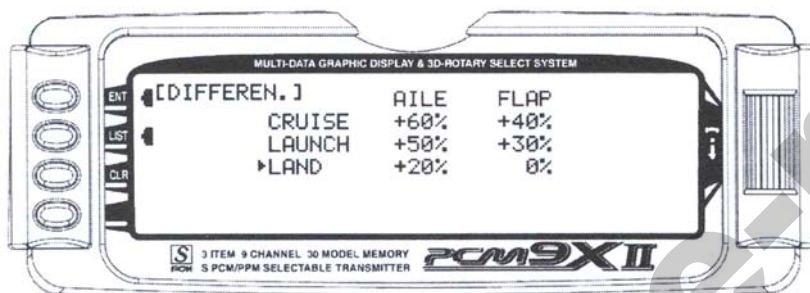 MULTI-DATA GRAPHIC DISPLAY & 3D-ROTARY SELECT SYSTEM
ENT
LIST
CLR
[DIFFEREN.]
AILE FLAP
CRUISE +60% +40%
LAUNCH +50% +30%
▶LAND +20% 0%
S PCM
3 ITEM 9 CHANNEL 30 MODEL MEMORY
S PCM/PPM SELECTABLE TRANSMITTER
PCM9XII